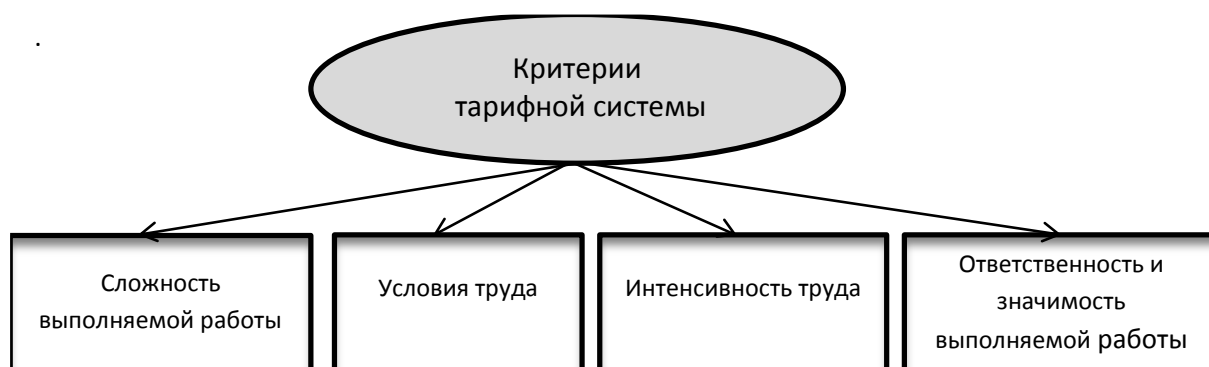 .
Критерии
тарифной системы
Сложность
выполняемой работы
Условия труда
Интенсивность труда
Ответственность и
значимость
выполняемой работы